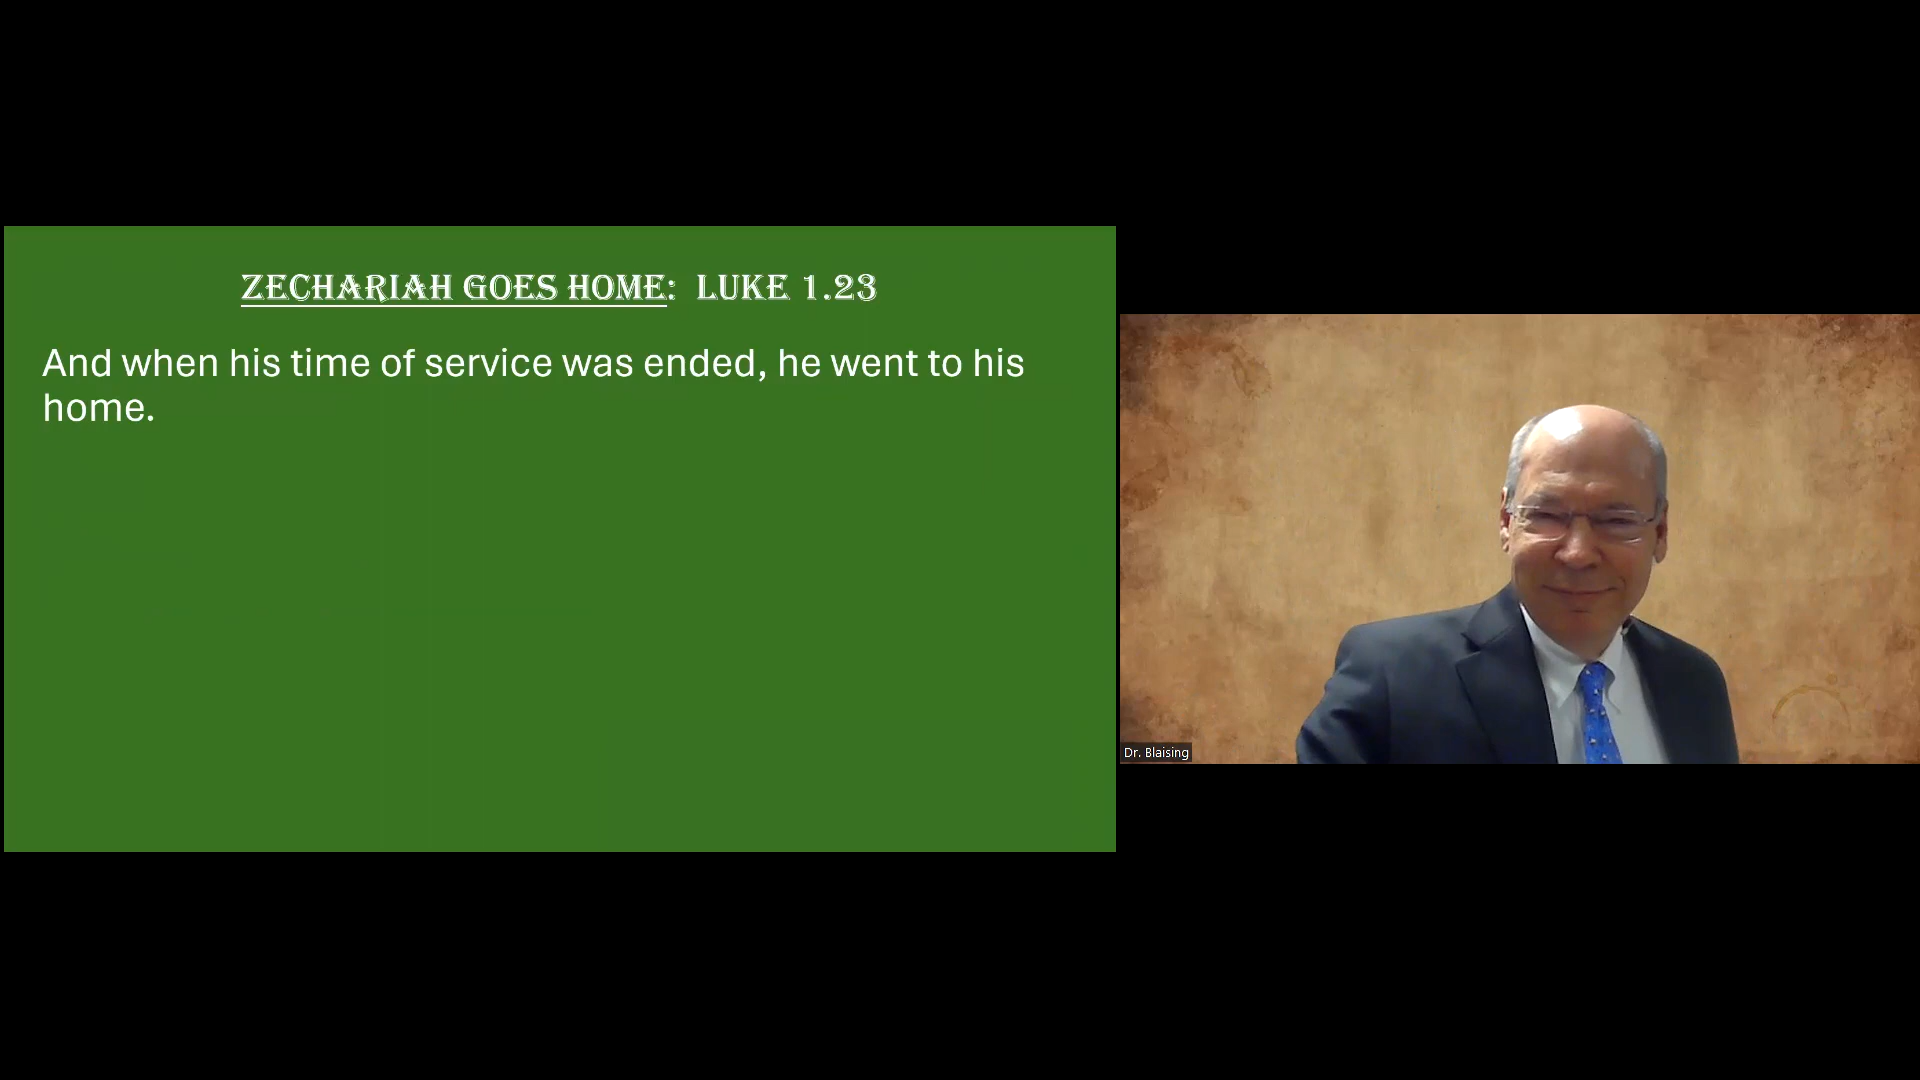 ZECHARIAH GOES HOME:  LUKE 1.23
And when his time of service was ended, he went to his
home.
Dr. Blaising